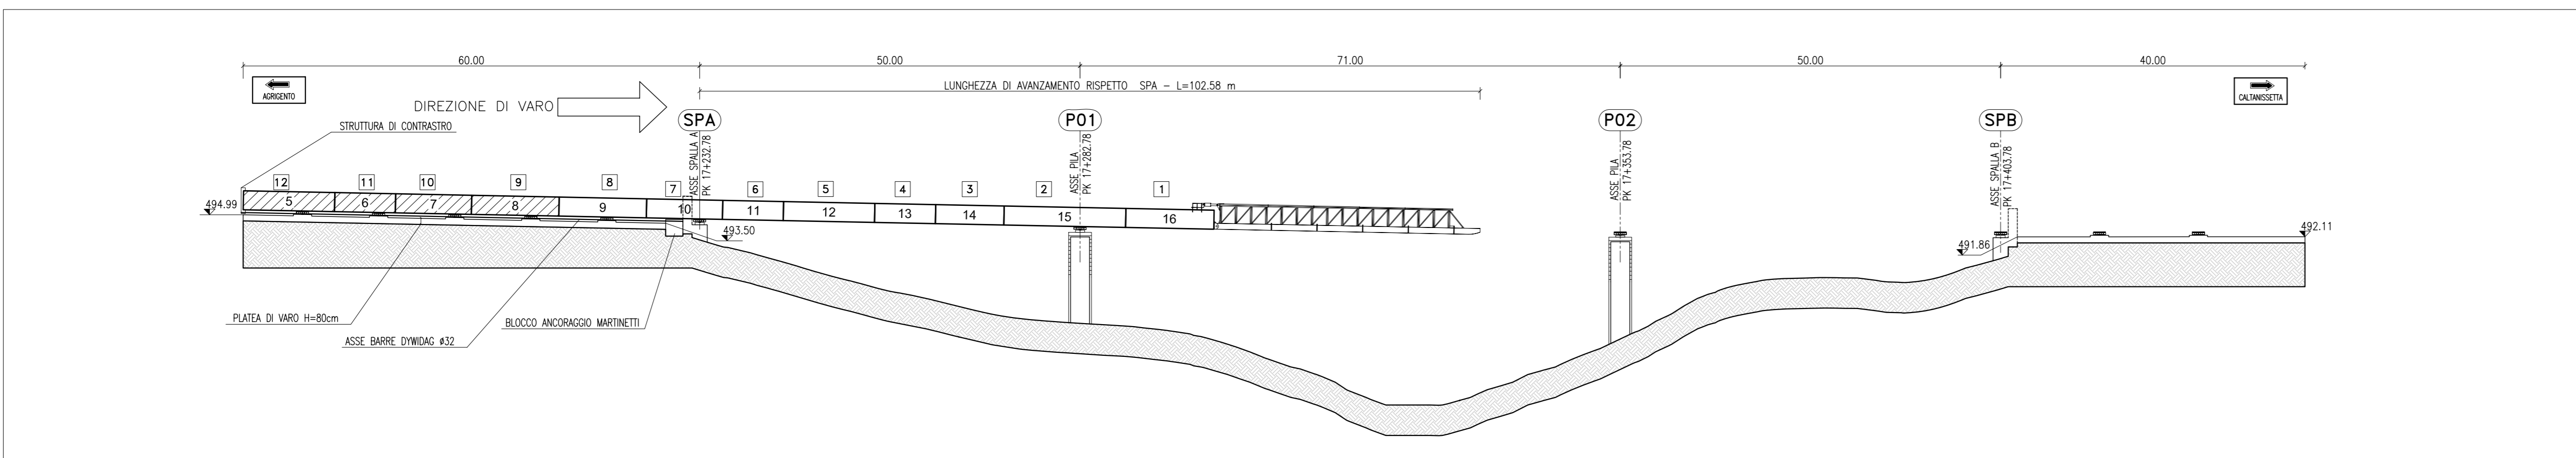 60.00
50.00
71.00
50.00
40.00
AGRIGENTO
LUNGHEZZA DI AVANZAMENTO RISPETTO SPA - L=102.58 m
CALTANISSETTA
DIREZIONE DI VARO
STRUTTURA DI CONTRASTRO
SPA
P01
P02
SPB
ASSE SPALLA A
PK 17+232.78
ASSE PILA
PK 17+282.78
ASSE PILA
PK 17+353.78
ASSE SPALLA B
PK 17+403.78
12
11
10
9
8
7
6
5
4
3
2
1
494.99
5
6
7
8
9
10
11
12
13
14
15
16
493.50
491.86
492.11
PLATEA DI VARO H=80cm
BLOCCO ANCORAGGIO MARTINETTI
ASSE BARRE DYWIDAG ø32